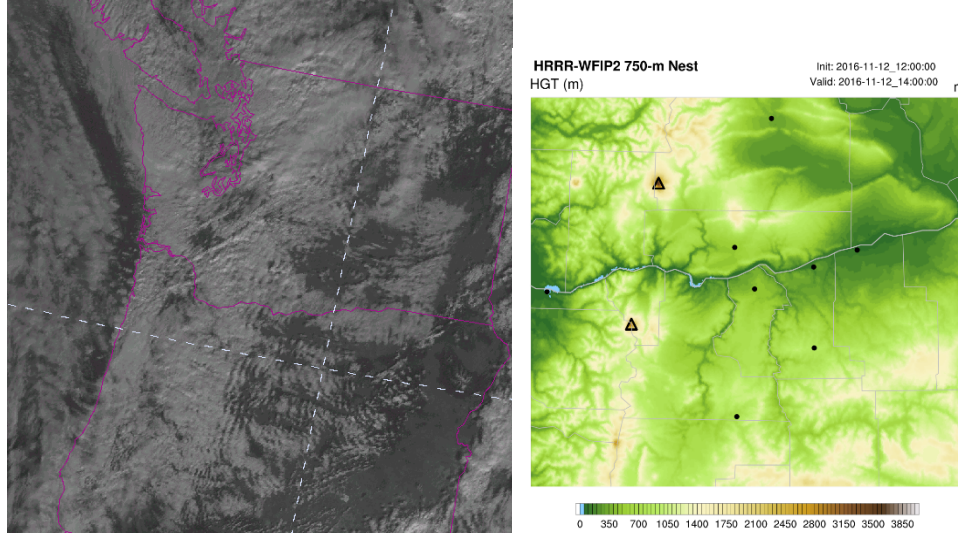 HRRR-WFIP2 750-m Nest
Init: 2016-11-12_12:00:00
HGT (m)
Valid: 2016-11-12_14:00:00
0 350 700 1050 1400 1750 2100 2450 2800 3150 3500 3850